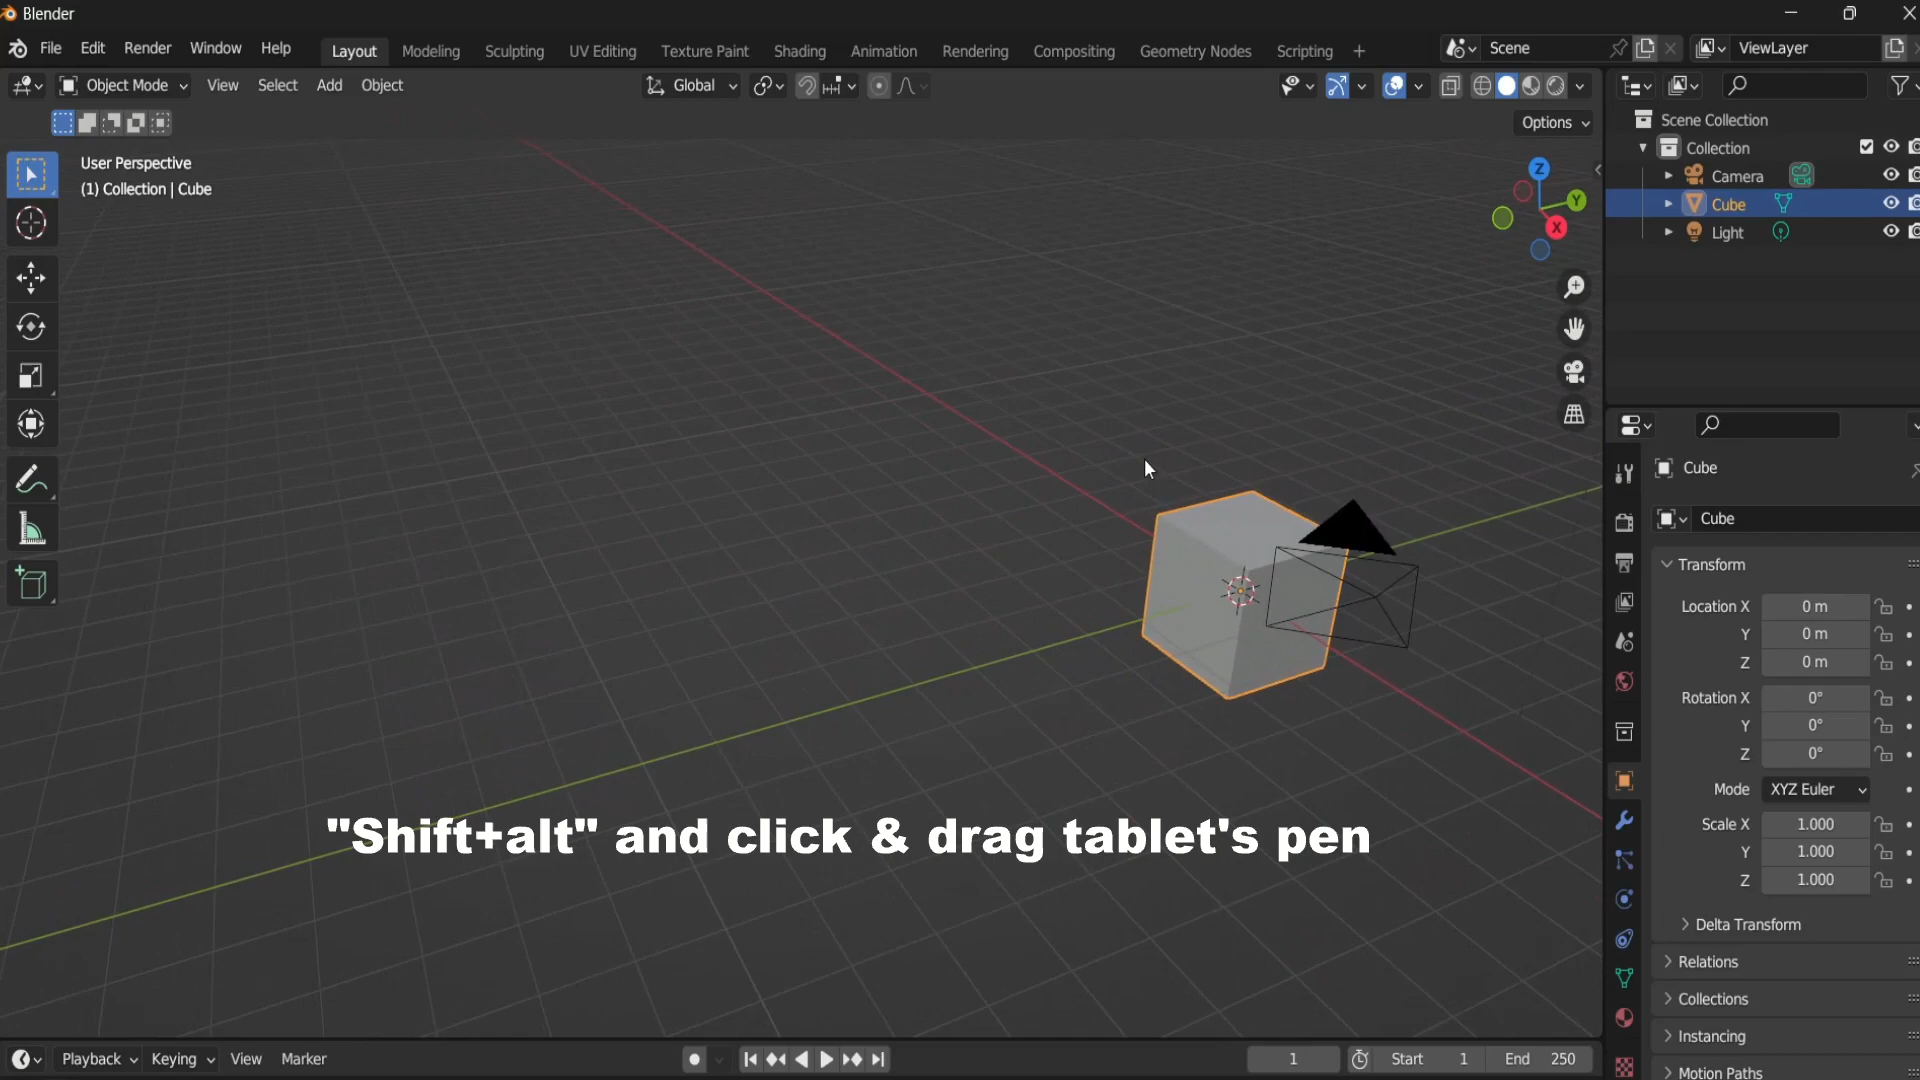 Blender
File Edit Render Window Help Layout Modeling Sculpting UV Editing Texture Paint Shading Animation Rendering Compositing Geometry Nodes Scripting + Scene ViewLayer
Object Mode View Select Add Object Global
Options
User Perspective
(1) Collection | Cube
Z
Y
X
Scene Collection
Collection
Camera
Cube
Light
Cube
Cube
Transform
Location X 0 m
Y 0 m
Z 0 m
Rotation X 0°
Y 0°
Z 0°
Mode XYZ Euler
Scale X 1.000
Y 1.000
Z 1.000
Delta Transform
Relations
Collections
Instancing
Motion Paths
"Shift+alt" and click & drag tablet's pen
Playback Keying View Marker 1 Start 1 End 250